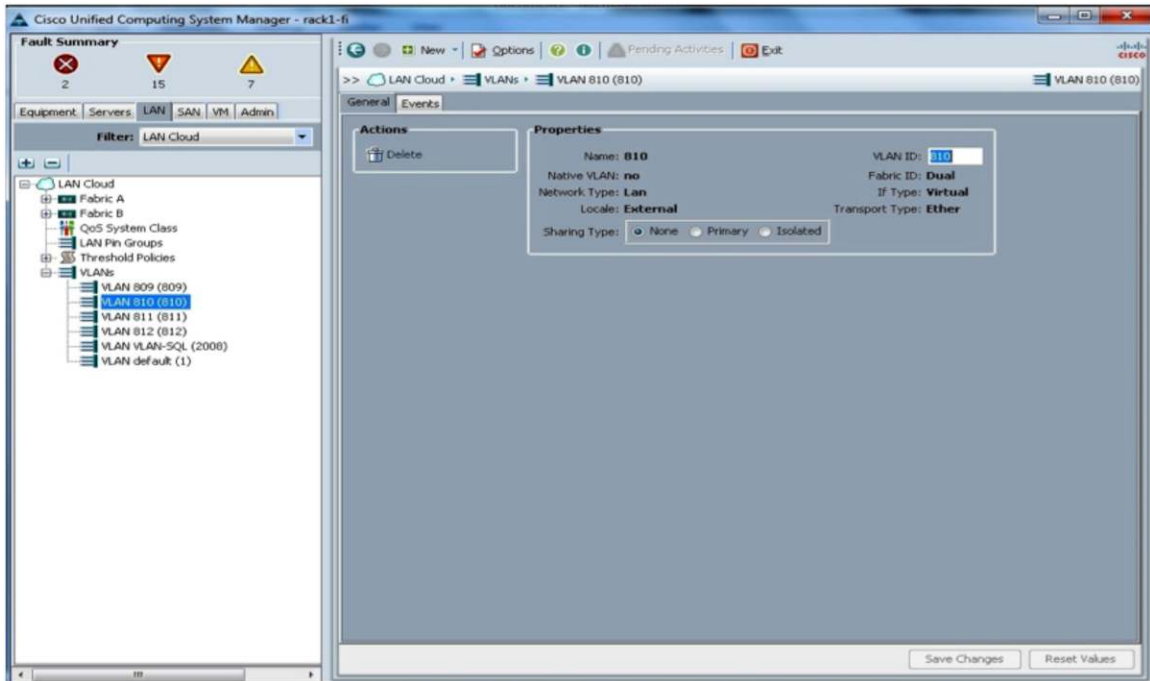 Cisco Unified Computing System Manager - rack1-fi
Fault Summary
2 15 7
Equipment Servers LAN SAN VM Admin
Filter: LAN Cloud
LAN Cloud
Fabric A
Fabric B
QoS System Class
LAN Pin Groups
Threshold Policies
VLANs
VLAN 809 (809)
VLAN 810 (810)
VLAN 811 (811)
VLAN 812 (812)
VLAN VLAN-SQL (2008)
VLAN default (1)
New Options Pending Activities Exit
CISCO
>> LAN Cloud VLANs VLAN 810 (810) VLAN 810 (810)
General Events
Actions
Delete
Properties
Name: 810 VLAN ID: 810
Native VLAN: no Fabric ID: Dual
Network Type: Lan If Type: Virtual
Locale: External Transport Type: Ether
Sharing Type: None Primary Isolated
Save Changes Reset Values